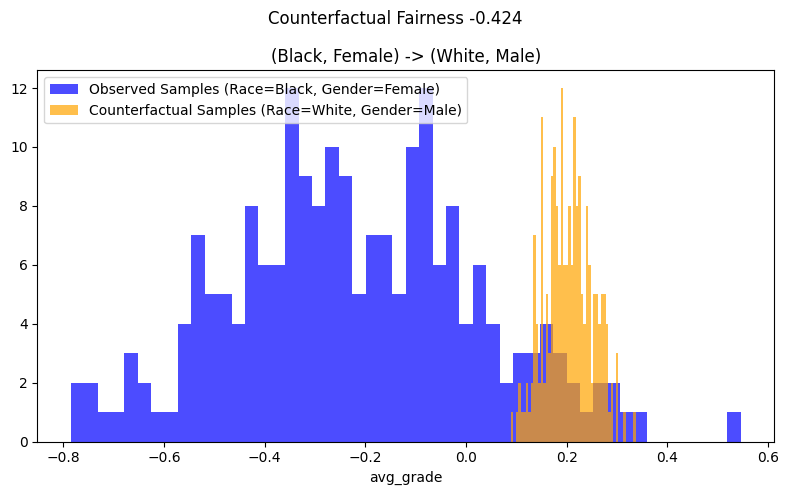 Counterfactual Fairness -0.424
(Black, Female) -> (White, Male)
Observed Samples (Race=Black, Gender=Female)
Counterfactual Samples (Race=White, Gender=Male)
12
10
8
6
4
2
0
−0.8 −0.6 −0.4 −0.2 0.0 0.2 0.4 0.6
avg_grade